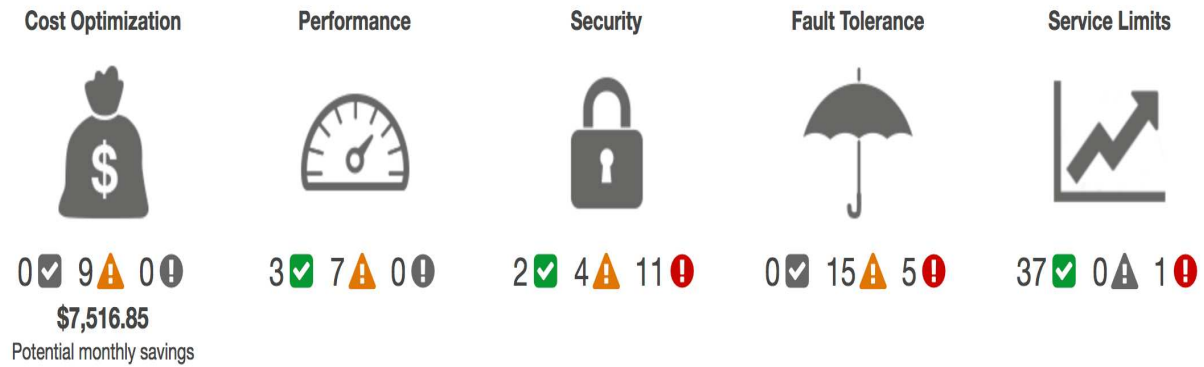 Cost Optimization Performance Security Fault Tolerance Service Limits
$
0 9 0 3 7 0 2 4 11 0 15 5 37 0 1
$7,516.85
Potential monthly savings